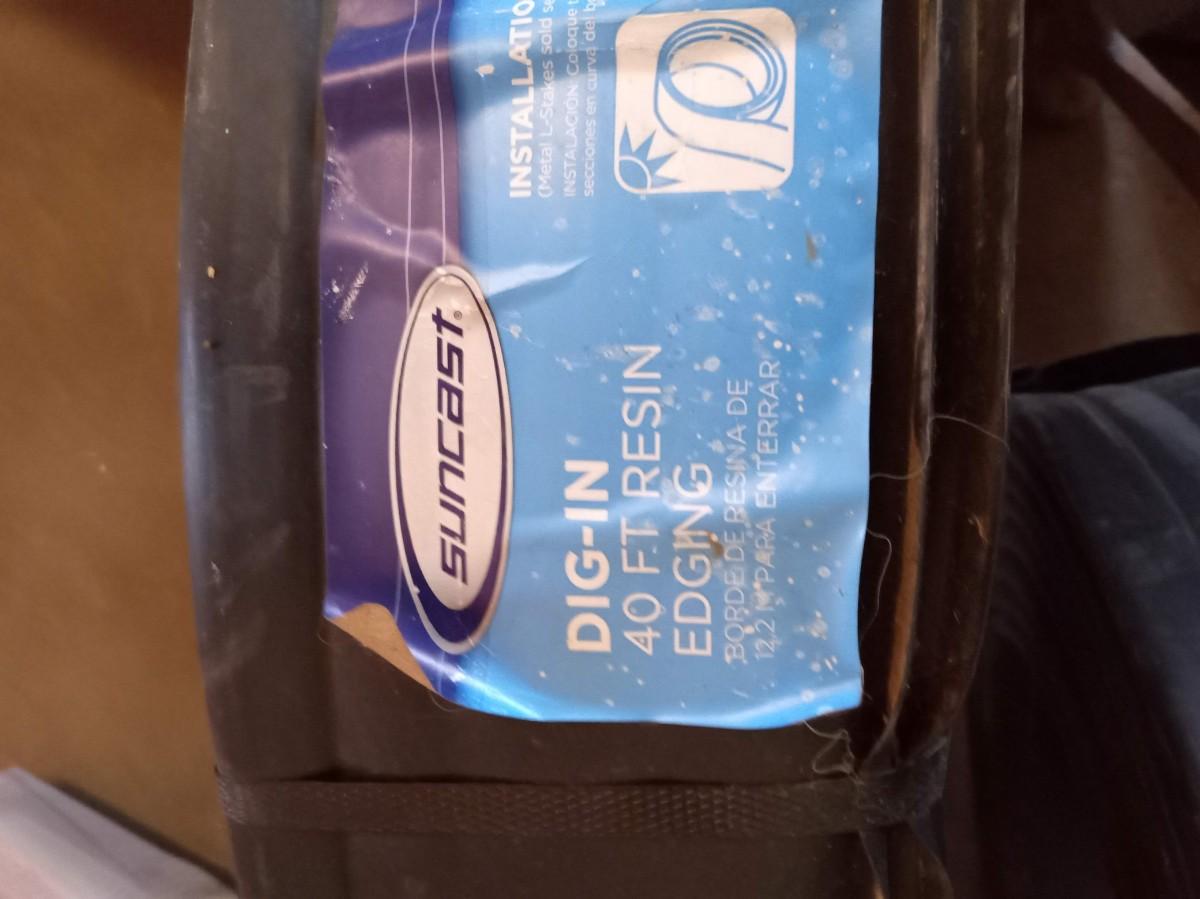 suncast®
DIG-IN
40 FT RESIN
EDGING
BORDE DE RESINA DE
12,2 M PARA ENTERRAR
INSTALLATIO
(Metal L-Stakes sold se
INSTALACIÓN: Coloque t
secciones en curva del bo